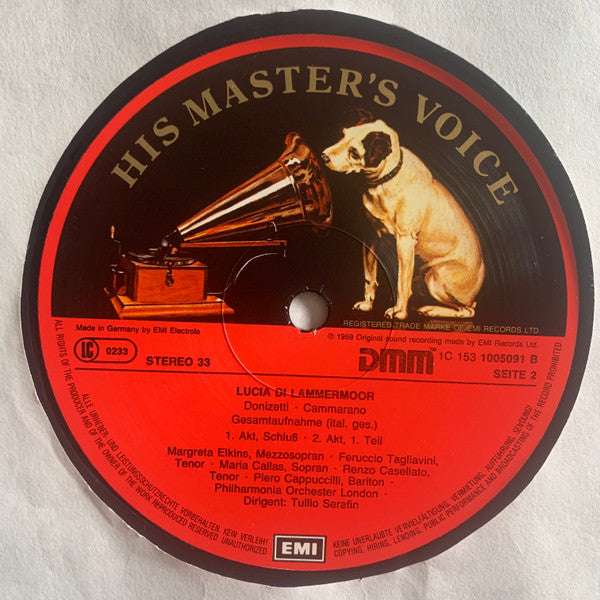 HIS MASTER'S VOICE
REGISTERED TRADE MARKE OF EMI RECORDS LTD
Made in Germany by EMI Electrola
℗ 1959 Original sound recording made by EMI Records Ltd.
LC 0233
STEREO 33
DMM™ 1C 153 1005091 B
SEITE 2
LUCIA DI LAMMERMOOR
Donizetti · Cammarano
Gesamtaufnahme (ital. ges.)
1. Akt, Schluß · 2. Akt, 1. Teil
Margreta Elkins, Mezzosopran · Feruccio Tagliavini,
Tenor · Maria Callas, Sopran · Renzo Casellato,
Tenor · Piero Cappuccilli, Bariton ·
Philharmonia Orchester London ·
Dirigent: Tullio Serafin
EMI
ALLE URHEBER- UND LEISTUNGSSCHUTZRECHTE VORBEHALTEN. KEIN VERLEIH!
ALL RIGHTS OF THE PRODUCER AND OF THE OWNER OF THE WORK REPRODUCED RESERVED. UNAUTHORIZED
KEINE UNERLAUBTE VERVIELFÄLTIGUNG, VERMIETUNG, AUFFÜHRUNG, SENDUNG!
COPYING, HIRING, LENDING, PUBLIC PERFORMANCE AND BROADCASTING OF THE RECORD PROHIBITED!